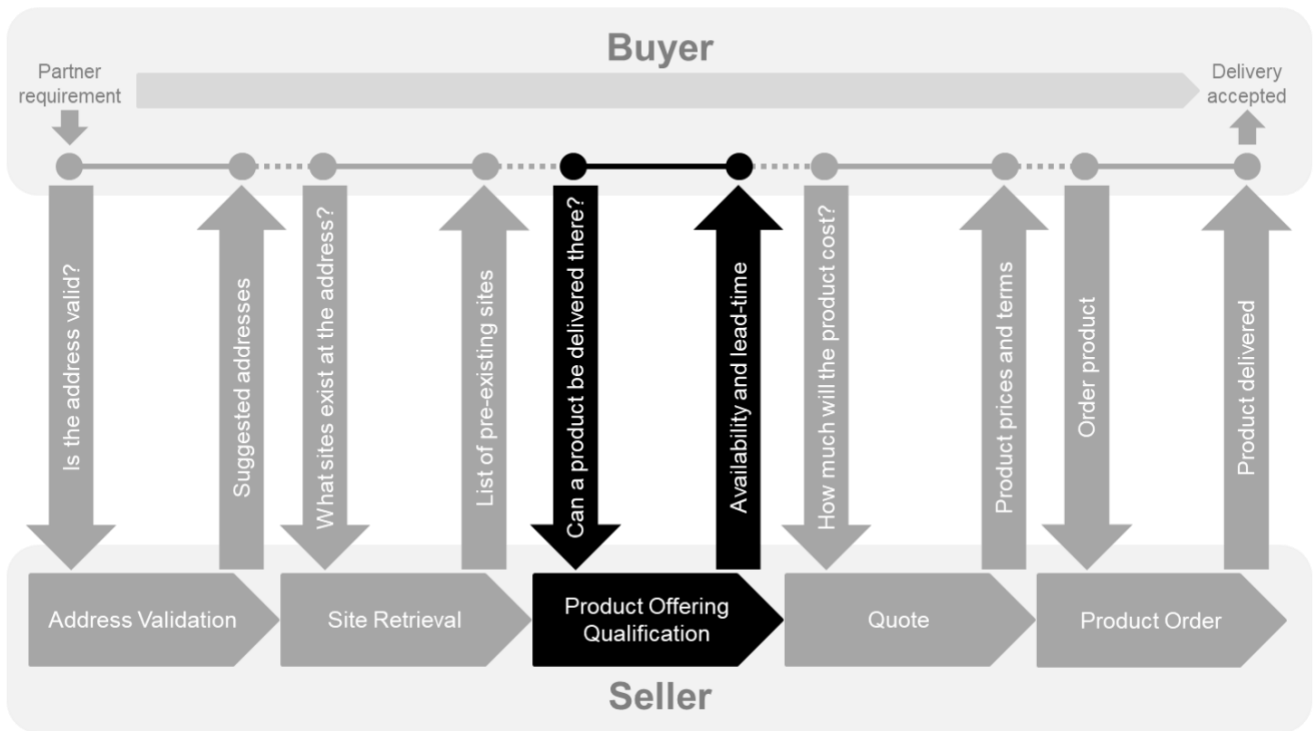 Buyer
Partner
requirement
Delivery
accepted
Is the address valid?
Suggested addresses
What sites exist at the address?
List of pre-existing sites
Can a product be delivered there?
Availability and lead-time
How much will the product cost?
Product prices and terms
Order product
Product delivered
Address Validation
Site Retrieval
Product Offering
Qualification
Quote
Product Order
Seller